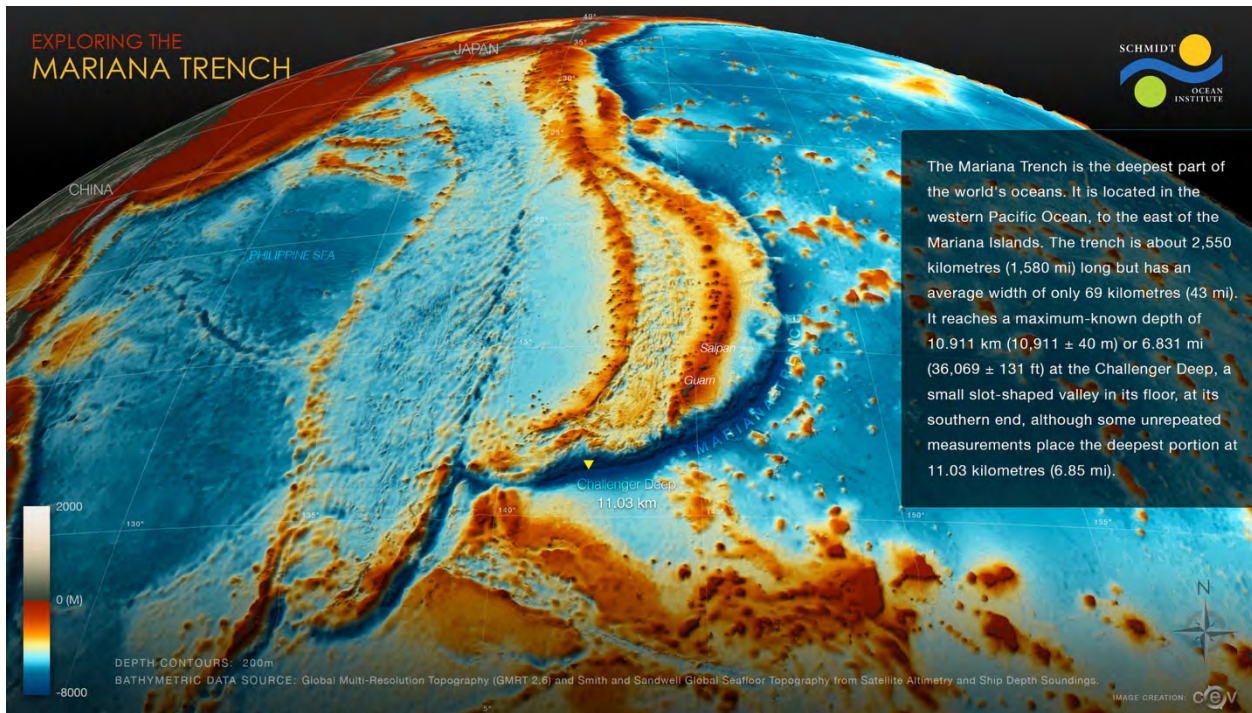 EXPLORING THE
MARIANA TRENCH
SCHMIDT
OCEAN
INSTITUTE
40°
35°
JAPAN
30°
25°
CHINA
20°
PHILIPPINE SEA
15°
Saipan
Guam
MARIANA TRENCH
The Mariana Trench is the deepest part of
the world's oceans. It is located in the
western Pacific Ocean, to the east of the
Mariana Islands. The trench is about 2,550
kilometres (1,580 mi) long but has an
average width of only 69 kilometres (43 mi).
It reaches a maximum-known depth of
10.911 km (10,911 ± 40 m) or 6.831 mi
(36,069 ± 131 ft) at the Challenger Deep, a
small slot-shaped valley in its floor, at its
southern end, although some unrepeated
measurements place the deepest portion at
11.03 kilometres (6.85 mi).
Challenger Deep
11.03 km
130°
135°
140°
150°
155°
2000
0 (M)
-8000
N
DEPTH CONTOURS: 200m
BATHYMETRIC DATA SOURCE: Global Multi-Resolution Topography (GMRT 2.6) and Smith and Sandwell Global Seafloor Topography from Satellite Altimetry and Ship Depth Soundings.
5°
IMAGE CREATION: cev